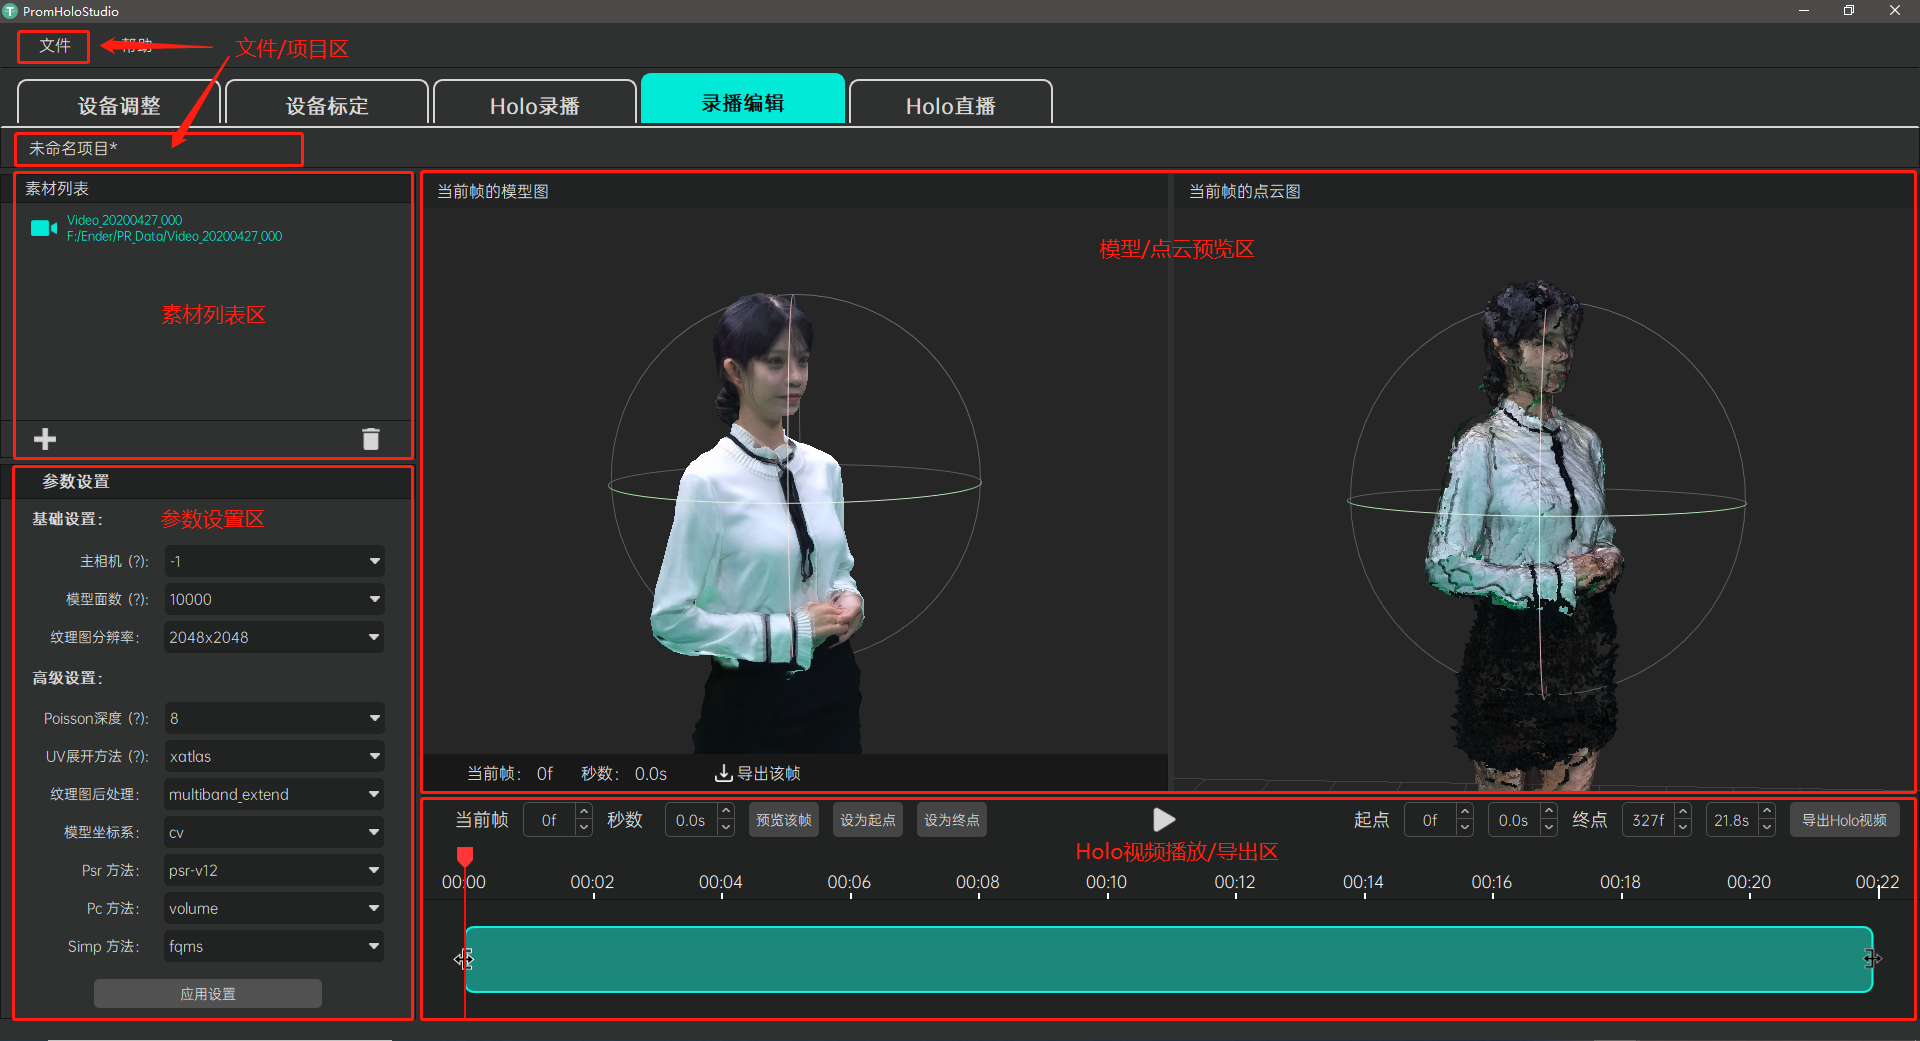 PromHoloStudio
文件
帮助
文件/项目区
设备调整
设备标定
Holo录播
录播编辑
Holo直播
未命名项目*
素材列表
Video_20200427_000
F:/Ender/PR_Data/Video_20200427_000
素材列表区
参数设置
基础设置：
参数设置区
主相机 (?):
-1
模型面数 (?):
10000
纹理图分辨率：
2048x2048
高级设置：
Poisson深度 (?):
8
UV展开方法 (?):
xatlas
纹理图后处理：
multiband_extend
模型坐标系：
cv
Psr 方法：
psr-v12
Pc 方法：
volume
Simp 方法：
fqms
应用设置
当前帧的模型图
当前帧的点云图
模型/点云预览区
当前帧： 0f 秒数： 0.0s 导出该帧
当前帧 0f 秒数 0.0s 预览该帧 设为起点 设为终点
起点 0f 0.0s 终点 327f 21.8s 导出Holo视频
Holo视频播放/导出区
00:00 00:02 00:04 00:06 00:08 00:10 00:12 00:14 00:16 00:18 00:20 00:22